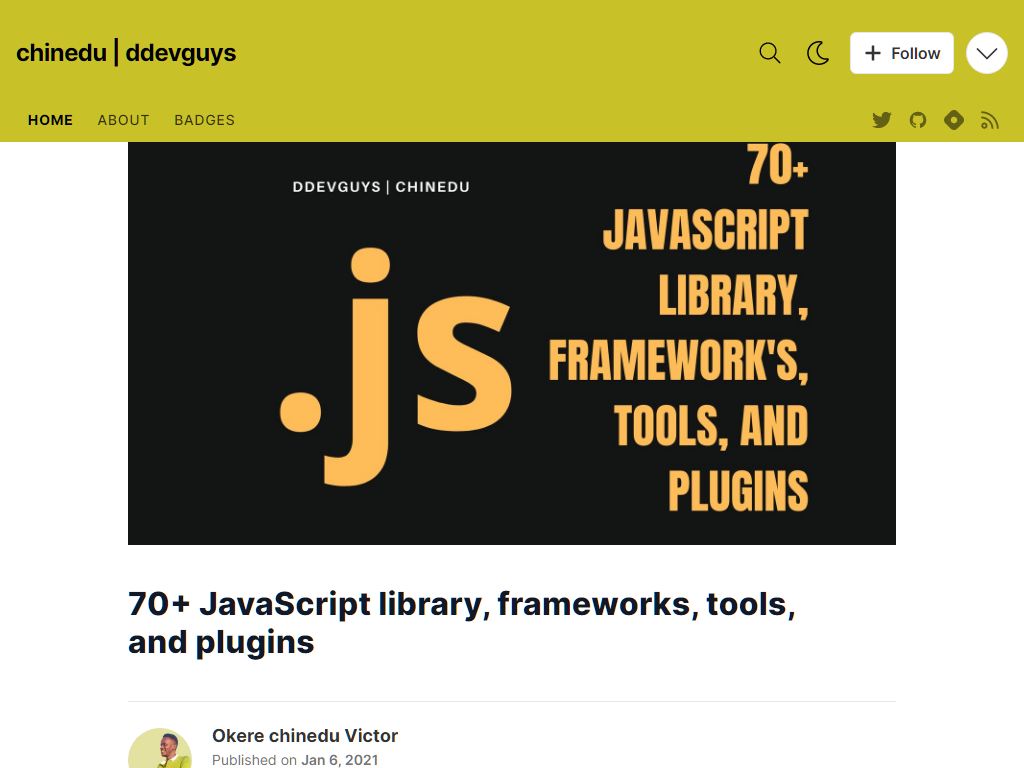 chinedu | ddevguys
Follow
HOME ABOUT BADGES
DDEVGUYS | CHINEDU
.js
70+
JAVASCRIPT
LIBRARY,
FRAMEWORK'S,
TOOLS, AND
PLUGINS
70+ JavaScript library, frameworks, tools,
and plugins
Okere chinedu Victor
Published on Jan 6, 2021